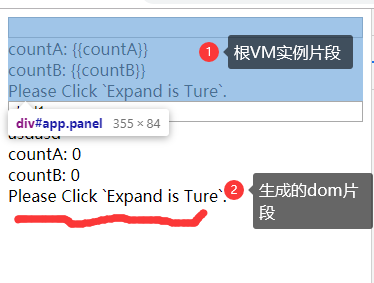 countA: {{countA}}
1 根VM实例片段
countB: {{countB}}
Please Click `Expand is Ture`.
div#app.panel 355 × 84
countA: 0
countB: 0
Please Click `Expand is Ture`.
2 生成的dom片
段